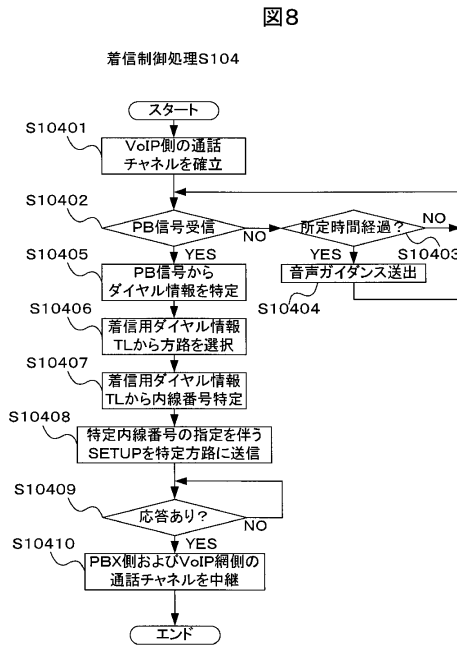 図8
着信制御処理S104
スタート
S10401
VoIP側の通話
チャネルを確立
S10402
PB信号受信
NO
所定時間経過？
NO
S10403
YES
YES
S10405
PB信号から
ダイヤル情報を特定
音声ガイダンス送出
S10404
S10406
着信用ダイヤル情報
TLから方路を選択
S10407
着信用ダイヤル情報
TLから内線番号特定
S10408
特定内線番号の指定を伴う
SETUPを特定方路に送信
S10409
応答あり？
NO
YES
S10410
PBX側およびVoIP網側の
通話チャネルを中継
エンド